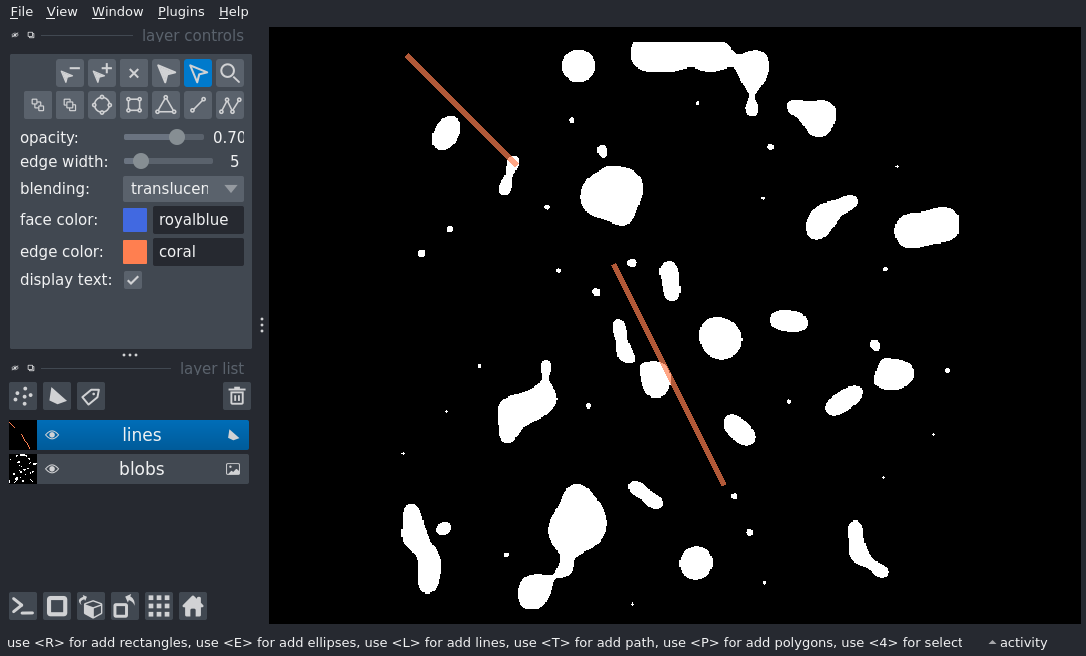 File View Window Plugins Help
layer controls
opacity: 0.70
edge width: 5
blending: translucen
face color: royalblue
edge color: coral
display text:
layer list
lines
blobs
use <R> for add rectangles, use <E> for add ellipses, use <L> for add lines, use <T> for add path, use <P> for add polygons, use <4> for select
activity